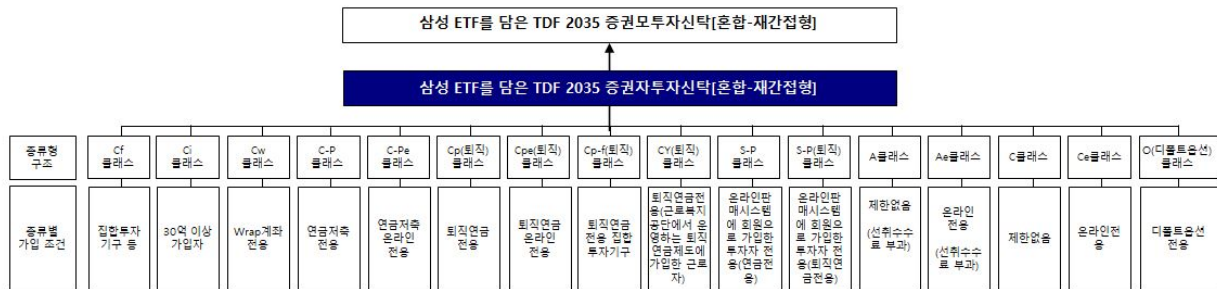 삼성 ETF를 담은 TDF 2035 증권모투자신탁[혼합-재간접형]
삼성 ETF를 담은 TDF 2035 증권자투자신탁[혼합-재간접형]
종류형
구조
Cf
클래스
Ci
클래스
Cw
클래스
C-P
클래스
C-Pe
클래스
Cp(퇴직)
클래스
Cpe(퇴직)
클래스
Cp-f(퇴직)
클래스
CY(퇴직)
클래스
S-P
클래스
S-P(퇴직)
클래스
A클래스
Ae클래스
C클래스
Ce클래스
O(디폴트옵션)
클래스
종류별
가입 조건
집합투자
기구 등
30억 이상
가입자
Wrap계좌
전용
연금저축
전용
연금저축
온라인
전용
퇴직연금
전용
퇴직연금
온라인
전용
퇴직연금
전용 집합
투자기구
퇴직연금전
용(근로복지
공단에서 운
영하는 퇴직
연금제도에
가입한 근로
자)
온라인판
매시스템
에 회원으
로 가입한
투자자 전
용(연금전
용)
온라인판
매시스템
에 회원으
로 가입한
투자자 전
용(퇴직연
금전용)
제한없음
(선취수수
료 부과)
온라인
전용
(선취수수
료 부과)
제한없음
온라인전
용
디폴트옵션
전용